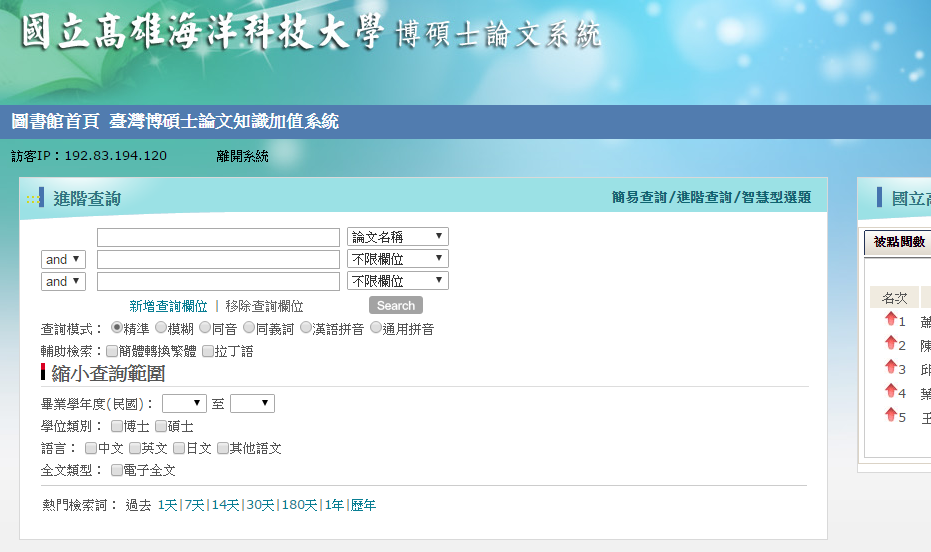 國立高雄海洋科技大學 博碩士論文系統
圖書館首頁 臺灣博碩士論文知識加值系統
訪客IP：192.83.194.120 離開系統
進階查詢 簡易查詢/進階查詢/智慧型選題
論文名稱
and 不限欄位
and 不限欄位
新增查詢欄位 | 移除查詢欄位 Search
查詢模式： 精準 模糊 同音 同義詞 漢語拼音 通用拼音
輔助檢索： 簡體轉換繁體 拉丁語
縮小查詢範圍
畢業學年度(民國)： 至
學位類別： 博士 碩士
語言： 中文 英文 日文 其他語文
全文類型： 電子全文
熱門檢索詞： 過去 1天|7天|14天|30天|180天|1年|歷年
國立
被點閱數
名次
1
2 陳
3 邱
4 葉
5 王